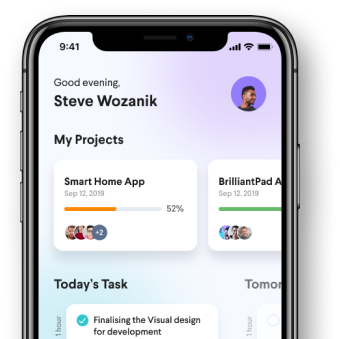 9:41
Good evening,
Steve Wozanik
My Projects
Smart Home App
Sep 12, 2019
52%
+2
BrilliantPad A
Sep 12, 2019
Today's Task
Tomor
1 hour
Finalising the Visual design
for development
1 hour